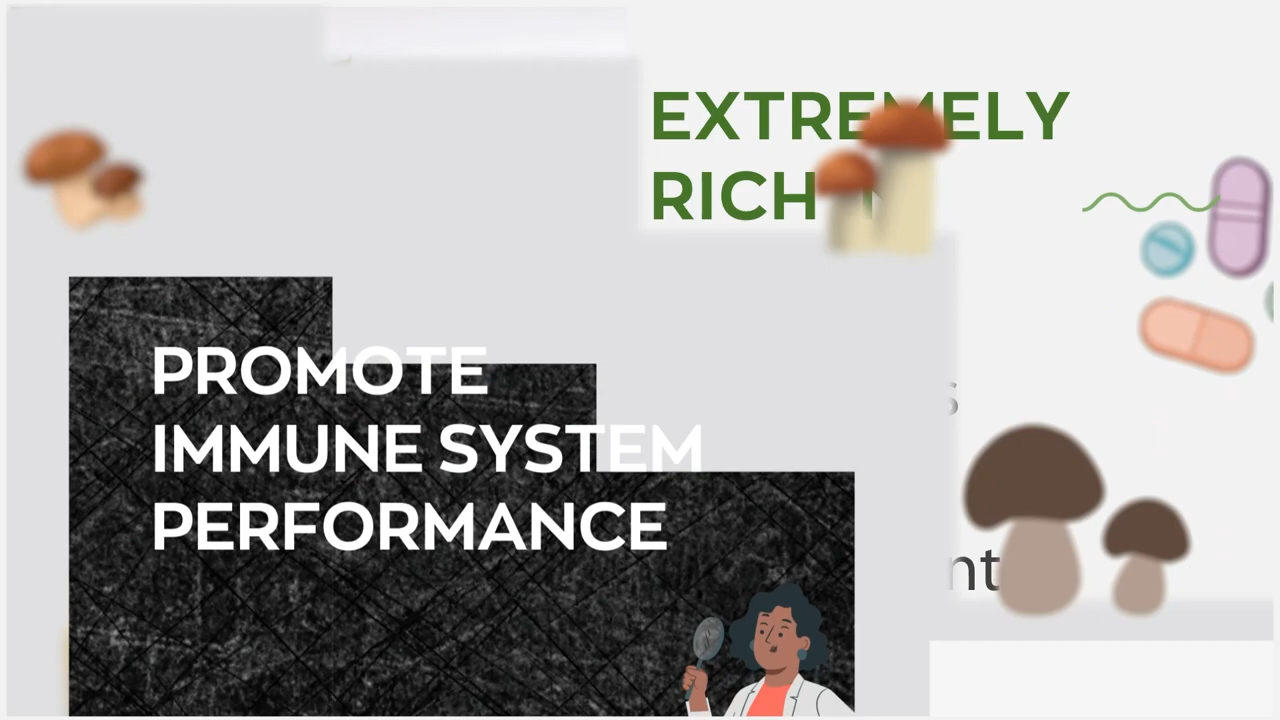 EXTREMELY
RICH
PROMOTE
IMMUNE SYSTEM
PERFORMANCE